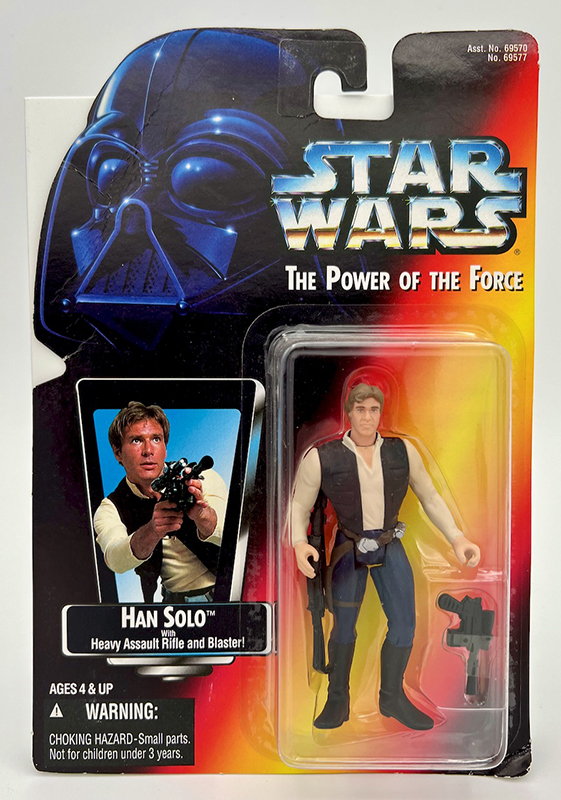 Asst. No. 69570
No. 69577
STAR
WARS®
THE POWER OF THE FORCE
HAN SOLO™
With
Heavy Assault Rifle and Blaster!
AGES 4 & UP
⚠ WARNING:
CHOKING HAZARD-Small parts.
Not for children under 3 years.